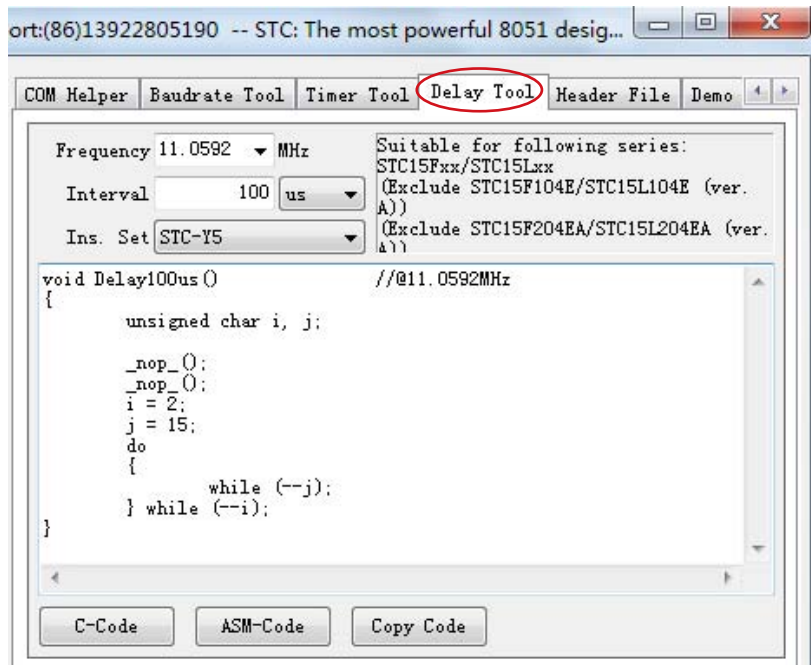 ort:(86)13922805190 -- STC: The most powerful 8051 desig...
COM Helper Baudrate Tool Timer Tool Delay Tool Header File Demo
Frequency 11.0592 MHz
Interval 100 us
Ins. Set STC-Y5
Suitable for following series:
STC15Fxx/STC15Lxx
(Exclude STC15F104E/STC15L104E (ver.
A))
(Exclude STC15F204EA/STC15L204EA (ver.
A))
void Delay100us() //@11.0592MHz
{
unsigned char i, j;
_nop_();
_nop_();
i = 2;
j = 15;
do
{
while (--j);
} while (--i);
}
C-Code ASM-Code Copy Code